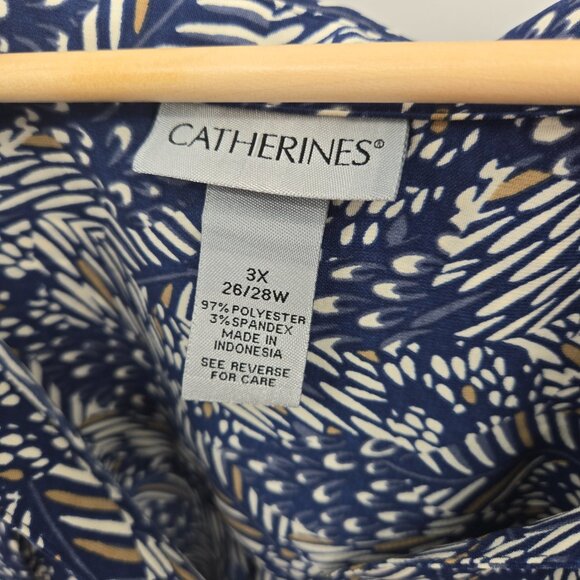 CATHERINES®
3X
26/28W
97% POLYESTER
3% SPANDEX
MADE IN
INDONESIA
SEE REVERSE
FOR CARE